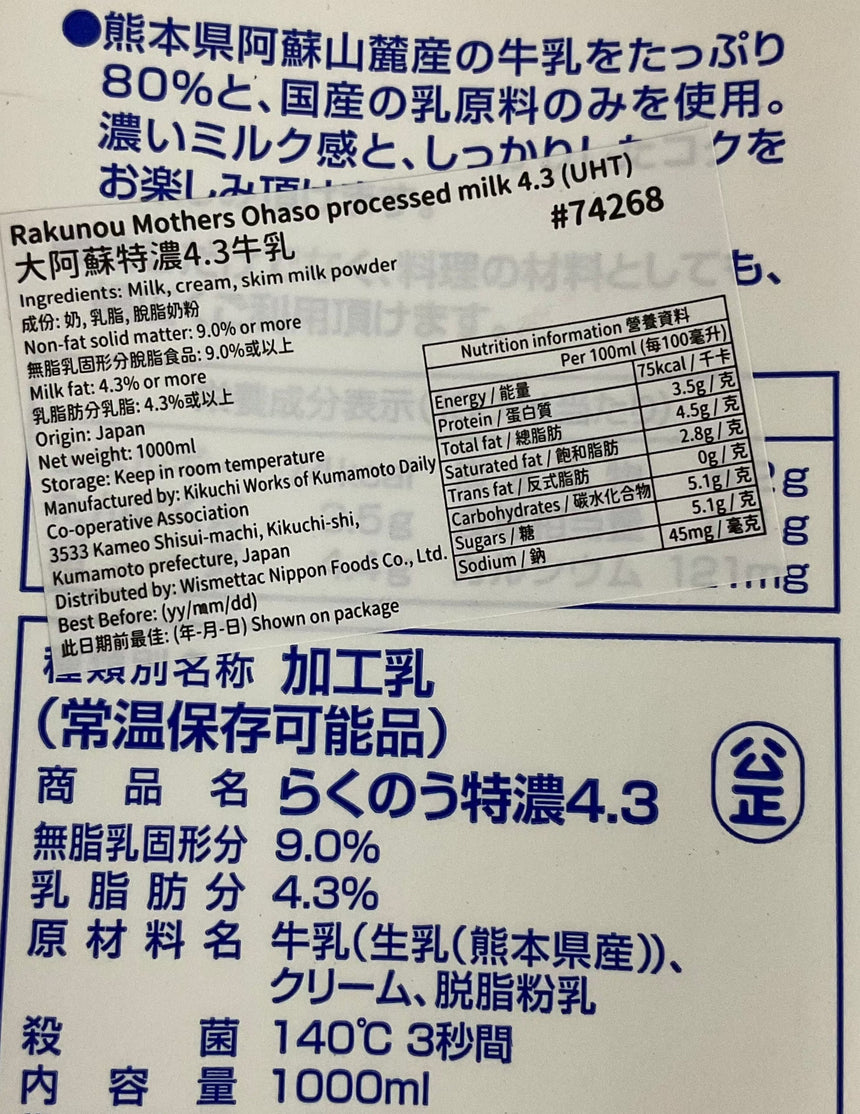 ●熊本県阿蘇山麓産の牛乳をたっぷり
80%と、国産の乳原料のみを使用。
濃いミルク感と、しっかりしたコクを
お楽しみ頂けます。
料理の材料としても、
ご利用頂けます。
Rakunou Mothers Ohaso processed milk 4.3 (UHT)
大阿蘇特濃4.3牛乳
#74268
Ingredients: Milk, cream, skim milk powder
成份: 奶, 乳脂, 脫脂奶粉
Non-fat solid matter: 9.0% or more
無脂乳固形分脫脂食品: 9.0%或以上
Milk fat: 4.3% or more
乳脂肪分乳脂: 4.3%或以上
Origin: Japan
Net weight: 1000ml
Storage: Keep in room temperature
Manufactured by: Kikuchi Works of Kumamoto Daily
Co-operative Association
3533 Kameo Shisui-machi, Kikuchi-shi,
Kumamoto prefecture, Japan
Distributed by: Wismettac Nippon Foods Co., Ltd.
Best Before: (yy/mm/dd)
此日期前最佳: (年-月-日) Shown on package
Nutrition information 營養資料
Per 100ml (每100毫升)
Energy / 能量 75kcal / 千卡
Protein / 蛋白質 3.5g / 克
Total fat / 總脂肪 4.5g / 克
Saturated fat / 飽和脂肪 2.8g / 克
Trans fat / 反式脂肪 0g / 克
Carbohydrates / 碳水化合物 5.1g / 克
Sugars / 糖 5.1g / 克
Sodium / 鈉 45mg / 毫克
g
g
121mg
種類別名称 加工乳
(常温保存可能品)
商品名 らくのう特濃4.3
公正
無脂乳固形分 9.0%
乳脂肪分 4.3%
原材料名 牛乳(生乳(熊本県産))、
クリーム、脱脂粉乳
殺菌 140℃ 3秒間
内容量 1000ml